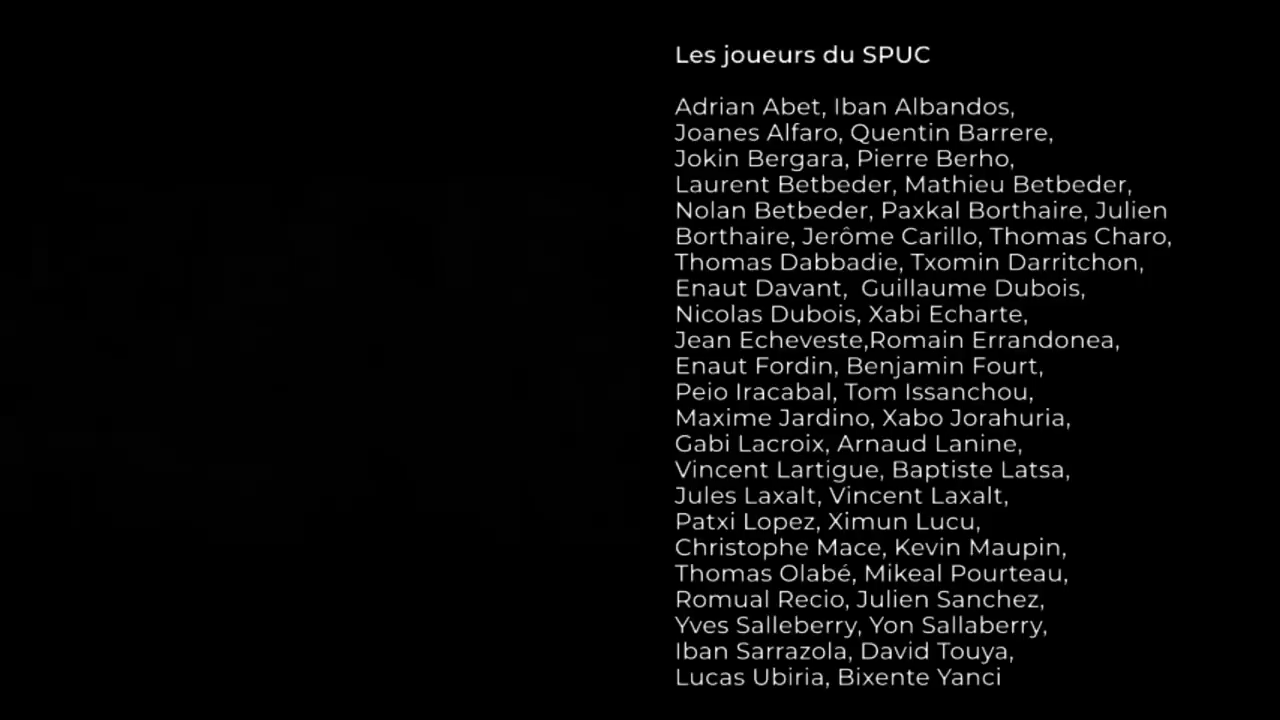 Les joueurs du SPUC
Adrian Abet, Iban Albandos,
Joanes Alfaro, Quentin Barrere,
Jokin Bergara, Pierre Berho,
Laurent Betbeder, Mathieu Betbeder,
Nolan Betbeder, Paxkal Borthaire, Julien
Borthaire, Jerôme Carillo, Thomas Charo,
Thomas Dabbadie, Txomin Darritchon,
Enaut Davant,  Guillaume Dubois,
Nicolas Dubois, Xabi Echarte,
Jean Echeveste,Romain Errandonea,
Enaut Fordin, Benjamin Fourt,
Peio Iracabal, Tom Issanchou,
Maxime Jardino, Xabo Jorahuria,
Gabi Lacroix, Arnaud Lanine,
Vincent Lartigue, Baptiste Latsa,
Jules Laxalt, Vincent Laxalt,
Patxi Lopez, Ximun Lucu,
Christophe Mace, Kevin Maupin,
Thomas Olabé, Mikeal Pourteau,
Romual Recio, Julien Sanchez,
Yves Salleberry, Yon Sallaberry,
Iban Sarrazola, David Touya,
Lucas Ubiria, Bixente Yanci